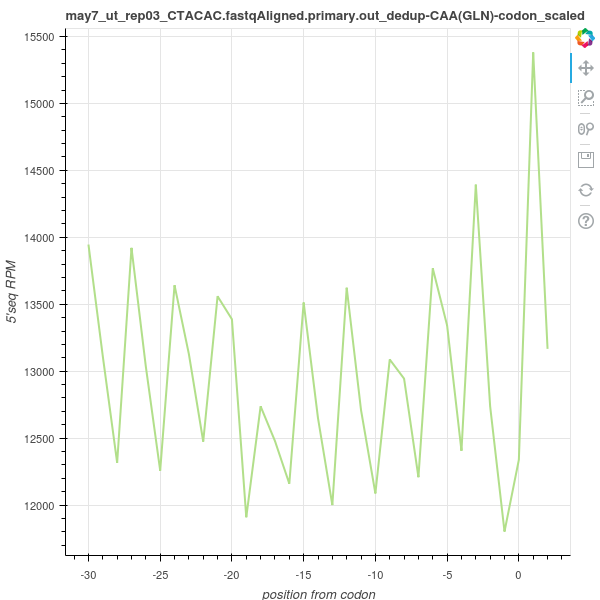 may7_ut_rep03_CTACAC.fastqAligned.primary.out_dedup-CAA(GLN)-codon_scaled
15500
15000
14500
14000
13500
13000
12500
12000
5'seq RPM
-30 -25 -20 -15 -10 -5 0
position from codon